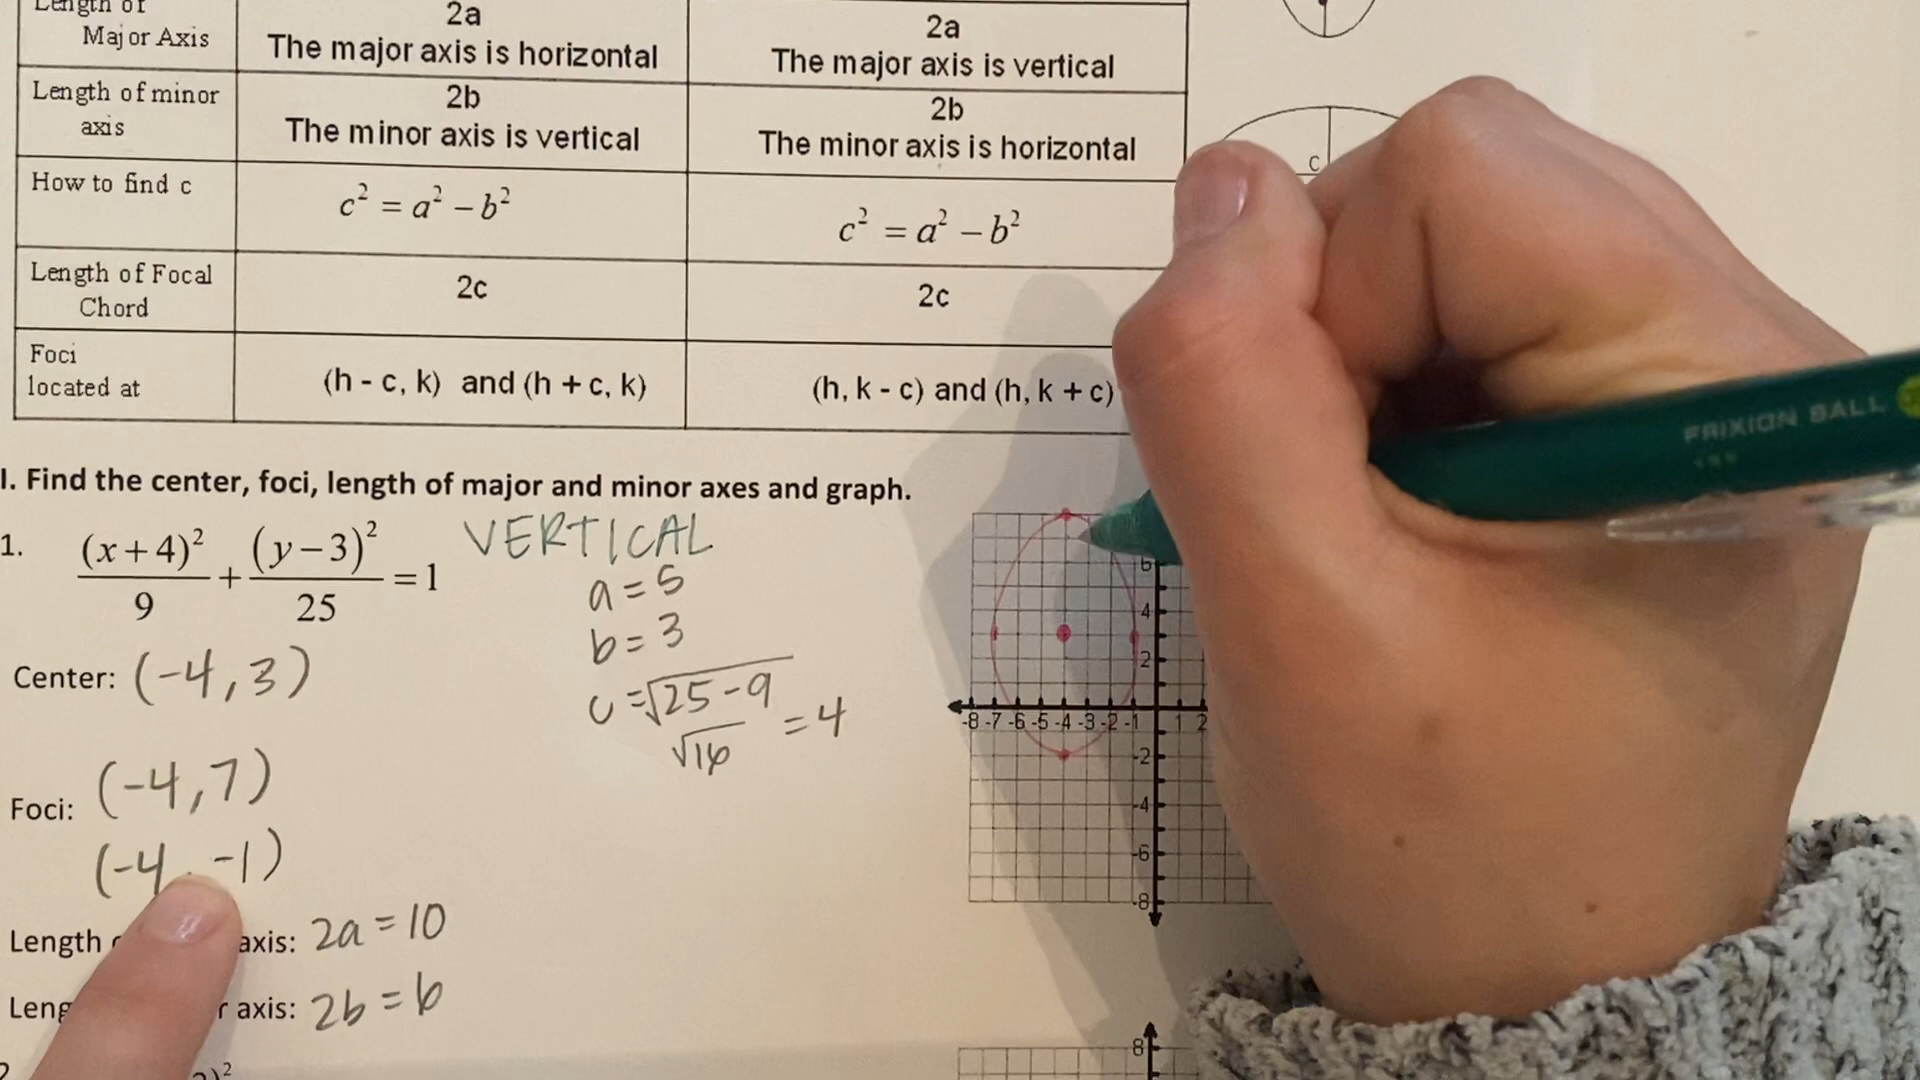 Length of 2a 2a
Major Axis The major axis is horizontal The major axis is vertical
Length of minor 2b 2b
axis The minor axis is vertical The minor axis is horizontal
How to find c c² = a² − b² c² = a² − b²
Length of Focal 2c 2c
Chord
Foci
located at (h - c, k) and (h + c, k) (h, k - c) and (h, k + c)
C
FRIXION BALL
I. Find the center, foci, length of major and minor axes and graph.
1. (x+4)²/9 + (y−3)²/25 = 1
VERTICAL
a = 5
b = 3
c = √25-9
√16 = 4
Center: (-4,3)
Foci: (-4,7)
(-4, -1)
Length axis: 2a = 10
axis: 2b = 6
6
4
2
-8 -7 -6 -5 -4 -3 -2 -1 1 2
-2
-4
-6
-8
8